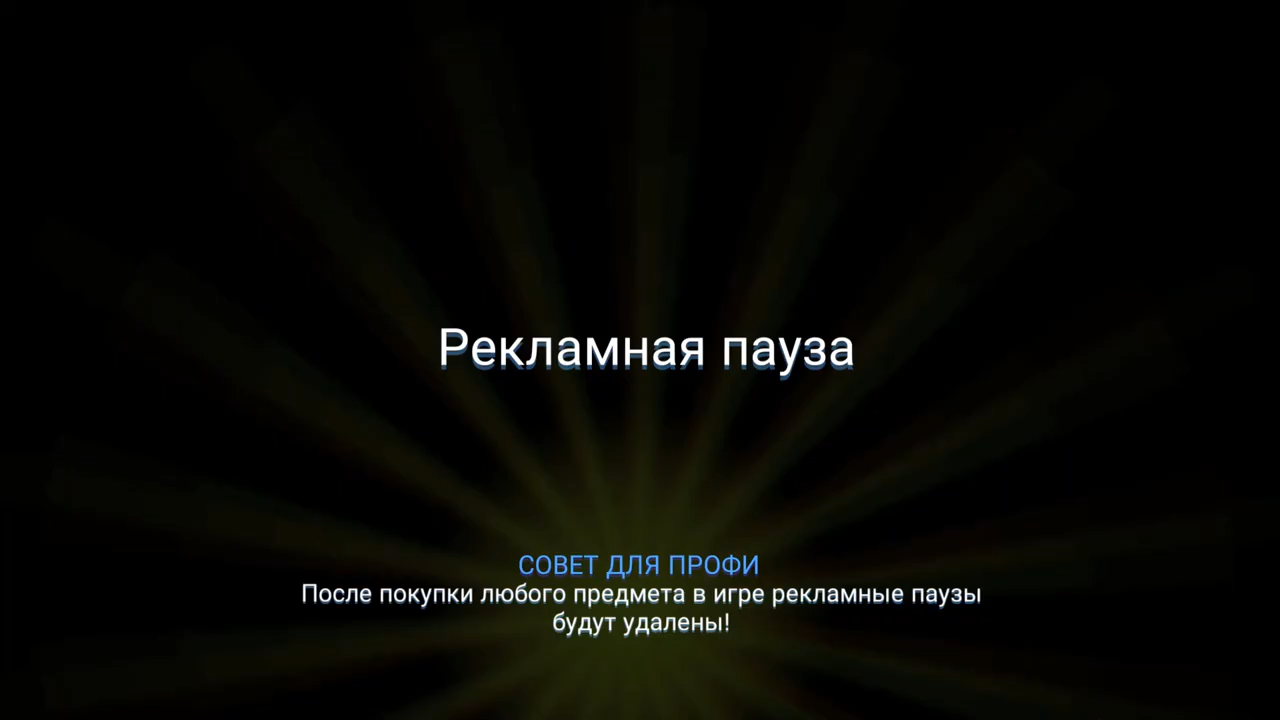 Рекламная пауза
СОВЕТ ДЛЯ ПРОФИ
После покупки любого предмета в игре рекламные паузы
будут удалены!